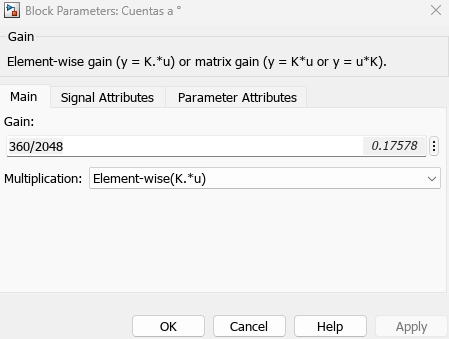 Block Parameters: Cuentas a °
Gain
Element-wise gain (y = K.*u) or matrix gain (y = K*u or y = u*K).
Main Signal Attributes Parameter Attributes
Gain:
360/2048 0.17578
Multiplication: Element-wise(K.*u)
OK Cancel Help Apply